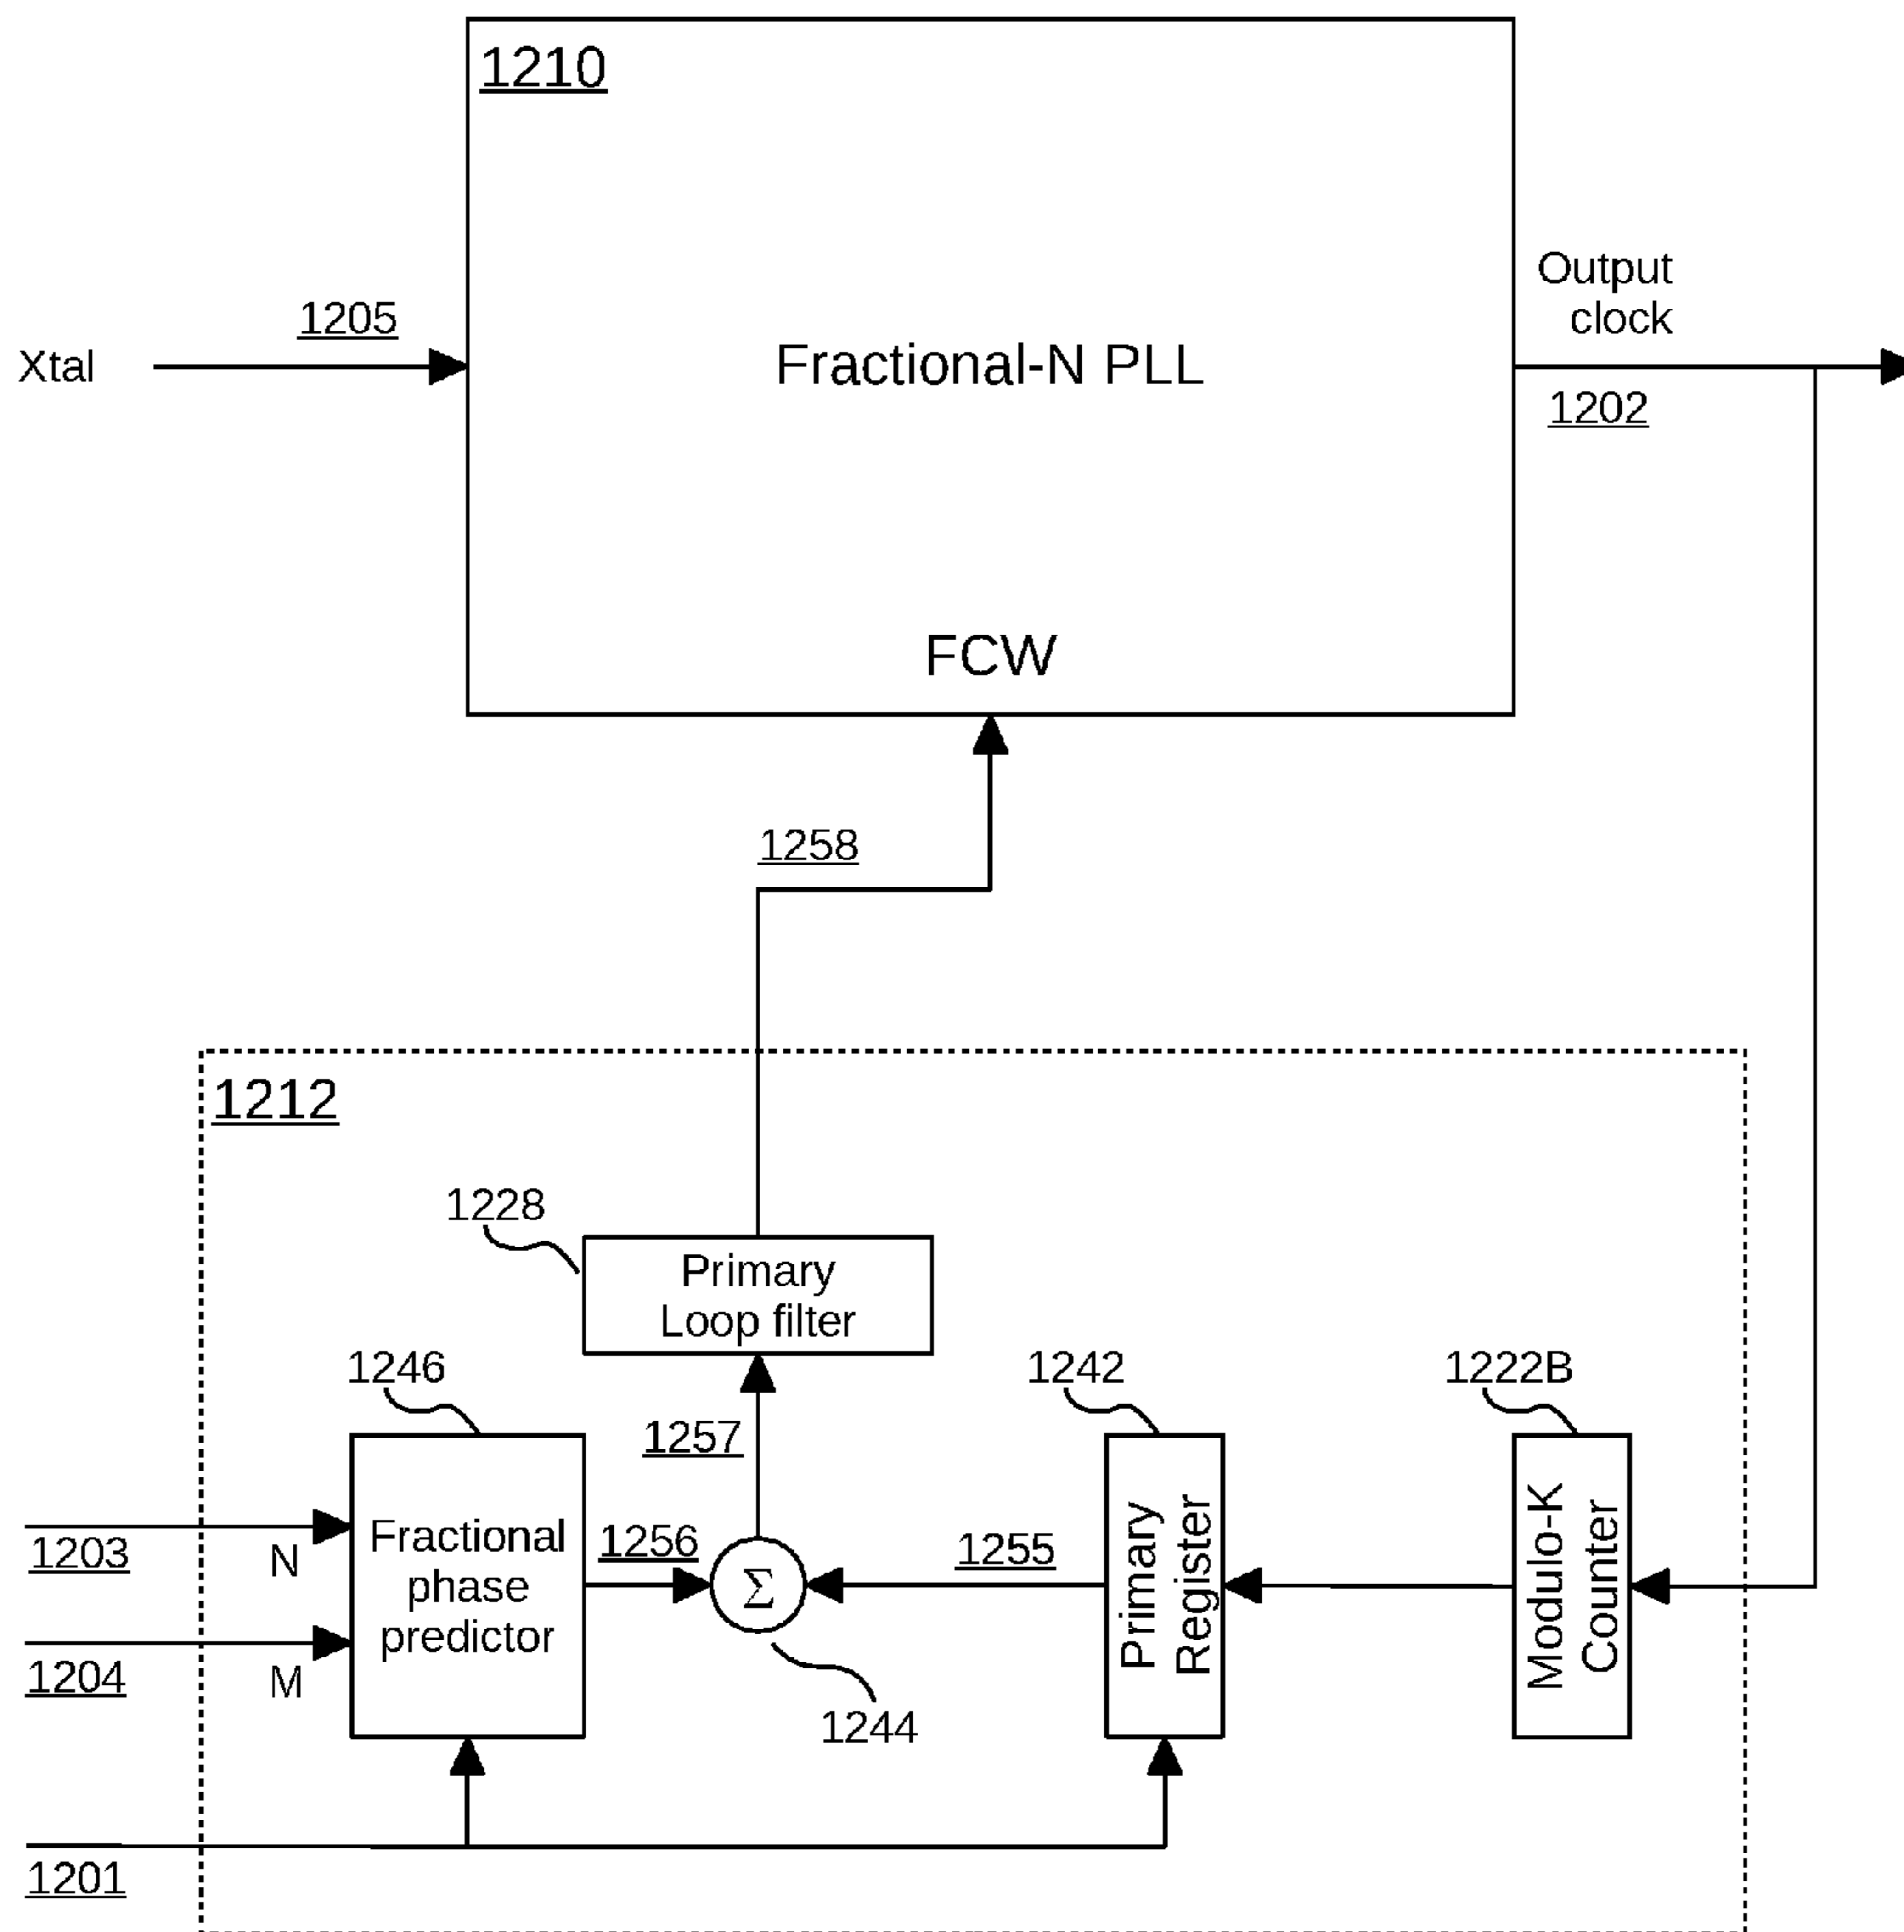 1210
Output
clock
1205
Xtal
Fractional-N PLL
1202
FCW
1258
1212
1228
Primary
Loop filter
1246
1242
1222B
1257
Fractional
phase
predictor
1203
N
1256
Σ
1255
Primary
Register
Modulo-K
Counter
1204
M
1244
1201